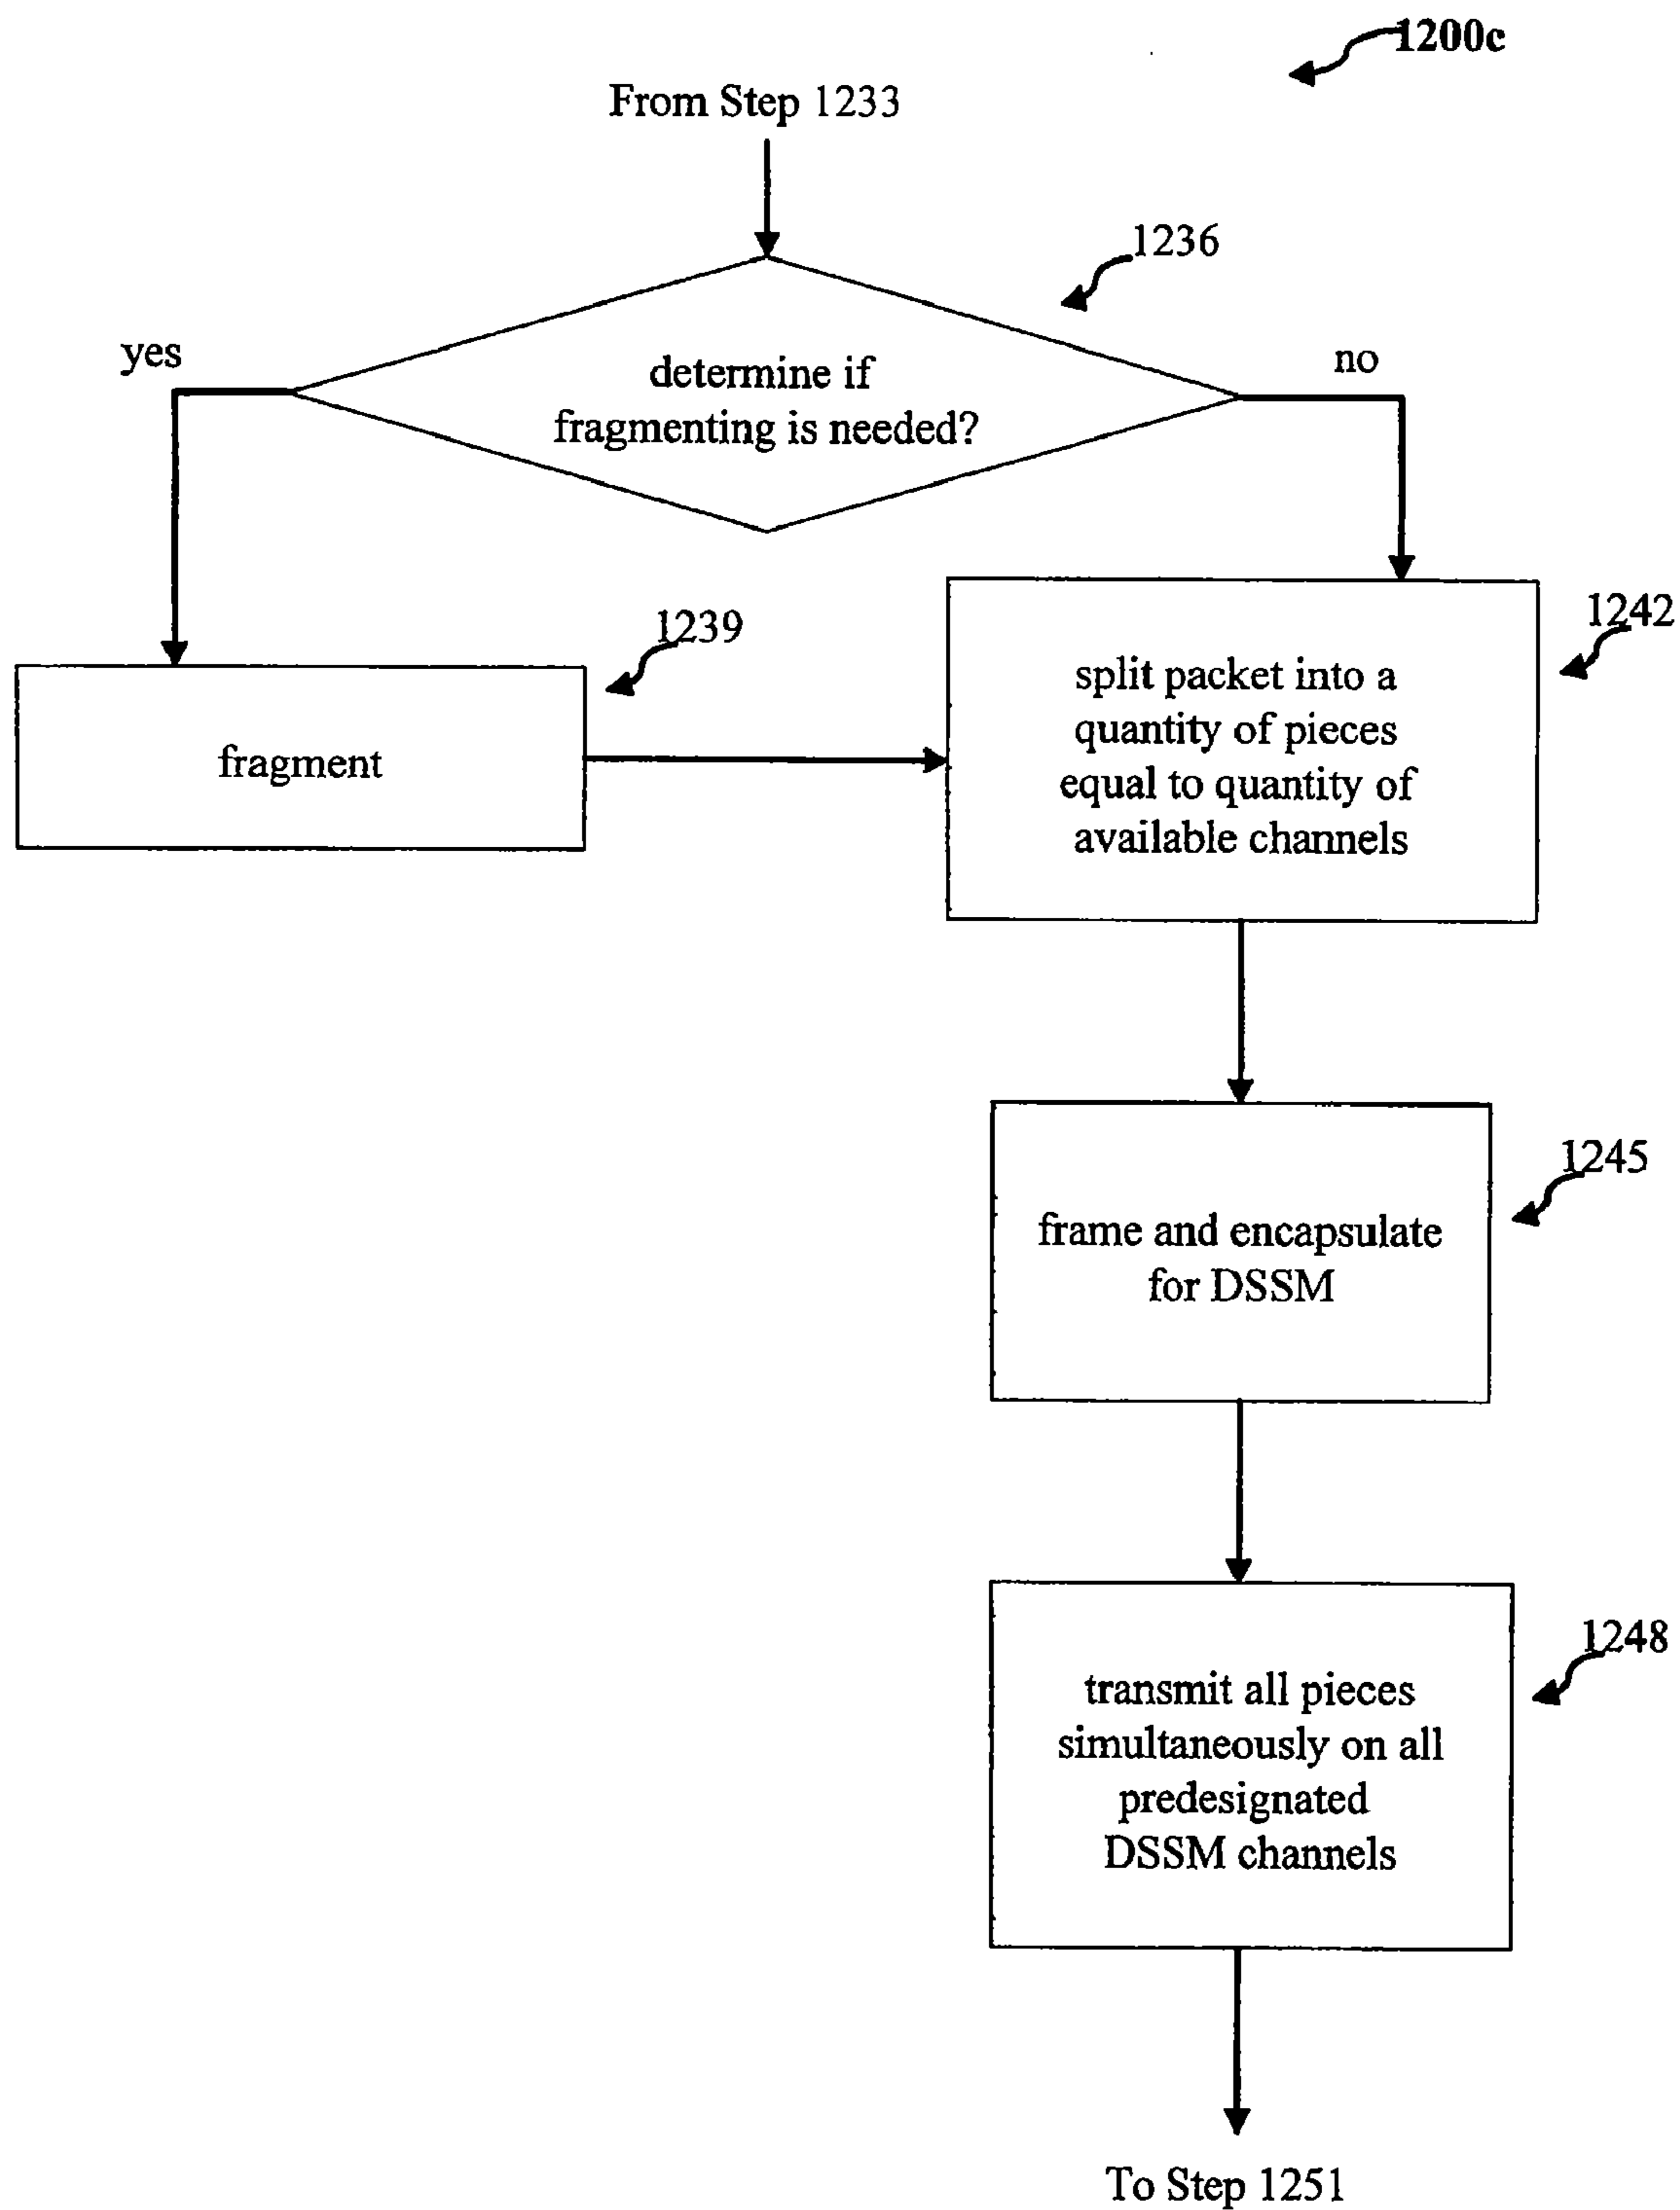 1200c
From Step 1233
1236
yes
no
determine if
fragmenting is needed?
1239
1242
fragment
split packet into a
quantity of pieces
equal to quantity of
available channels
1245
frame and encapsulate
for DSSM
1248
transmit all pieces
simultaneously on all
predesignated
DSSM channels
To Step 1251